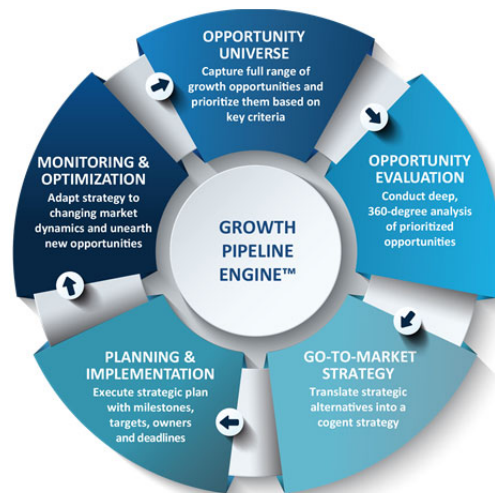 OPPORTUNITY
UNIVERSE
Capture full range of
growth opportunities and
prioritize them based on
key criteria
OPPORTUNITY
EVALUATION
Conduct deep,
360-degree analysis
of prioritized
opportunities
GO-TO-MARKET
STRATEGY
Translate strategic
alternatives into a
cogent strategy
PLANNING &
IMPLEMENTATION
Execute strategic plan
with milestones,
targets, owners
and deadlines
MONITORING &
OPTIMIZATION
Adapt strategy to
changing market
dynamics and unearth
new opportunities
GROWTH
PIPELINE
ENGINE™